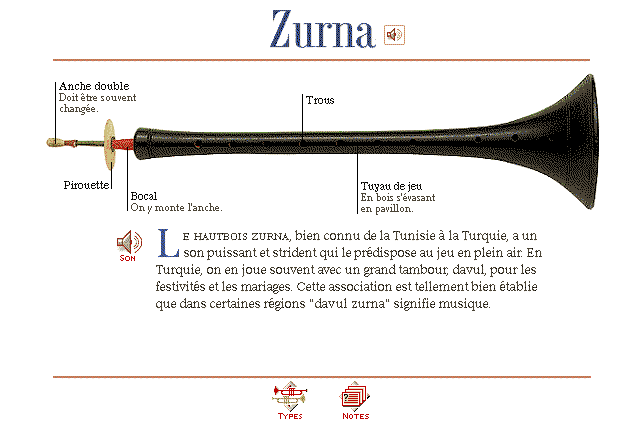 Zurna
Anche double
Doit être souvent
changée.
Trous
Pirouette
Bocal
On y monte l'anche.
Tuyau de jeu
En bois s'évasant
en pavillon.
Son
LE HAUTBOIS ZURNA, bien connu de la Tunisie à la Turquie, a un
son puissant et strident qui le prédispose au jeu en plein air. En
Turquie, on en joue souvent avec un grand tambour, davul, pour les
festivités et les mariages. Cette association est tellement bien établie
que dans certaines régions "davul zurna" signifie musique.
Types
Notes